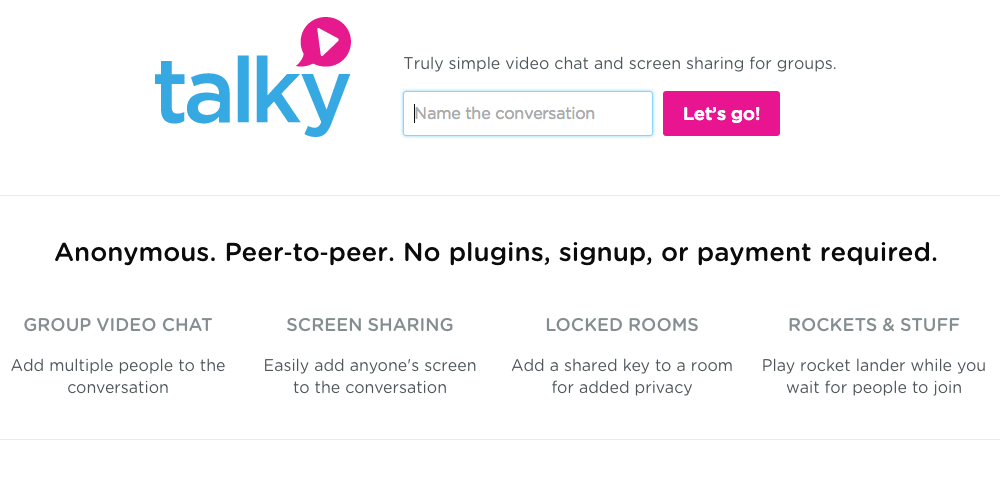 talky
Truly simple video chat and screen sharing for groups.
Name the conversation
Let's go!
Anonymous. Peer-to-peer. No plugins, signup, or payment required.
GROUP VIDEO CHAT
Add multiple people to the
conversation
SCREEN SHARING
Easily add anyone's screen
to the conversation
LOCKED ROOMS
Add a shared key to a room
for added privacy
ROCKETS & STUFF
Play rocket lander while you
wait for people to join